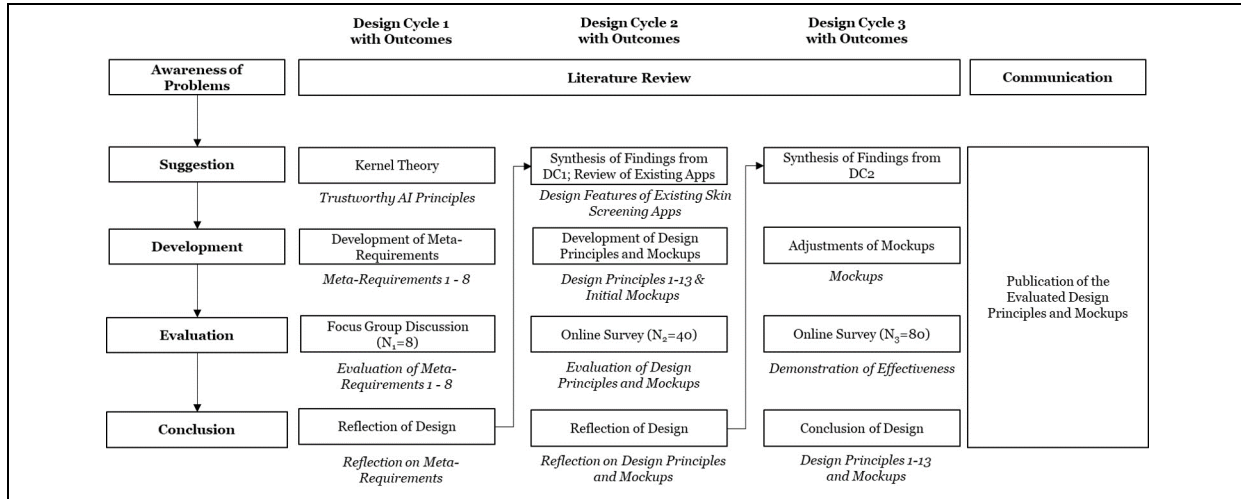 Design Cycle 1
with Outcomes
Design Cycle 2
with Outcomes
Design Cycle 3
with Outcomes
Awareness of
Problems
Literature Review
Communication
Suggestion
Kernel Theory
Trustworthy AI Principles
Synthesis of Findings from
DC1; Review of Existing Apps
Design Features of Existing Skin
Screening Apps
Synthesis of Findings from
DC2
Development
Development of Meta-
Requirements
Meta-Requirements 1 - 8
Development of Design
Principles and Mockups
Design Principles 1-13 &
Initial Mockups
Adjustments of Mockups
Mockups
Publication of the
Evaluated Design
Principles and Mockups
Evaluation
Focus Group Discussion
(N₁=8)
Evaluation of Meta-
Requirements 1 - 8
Online Survey (N₂=40)
Evaluation of Design
Principles and Mockups
Online Survey (N₃=80)
Demonstration of Effectiveness
Conclusion
Reflection of Design
Reflection on Meta-
Requirements
Reflection of Design
Reflection on Design Principles
and Mockups
Conclusion of Design
Design Principles 1-13
and Mockups